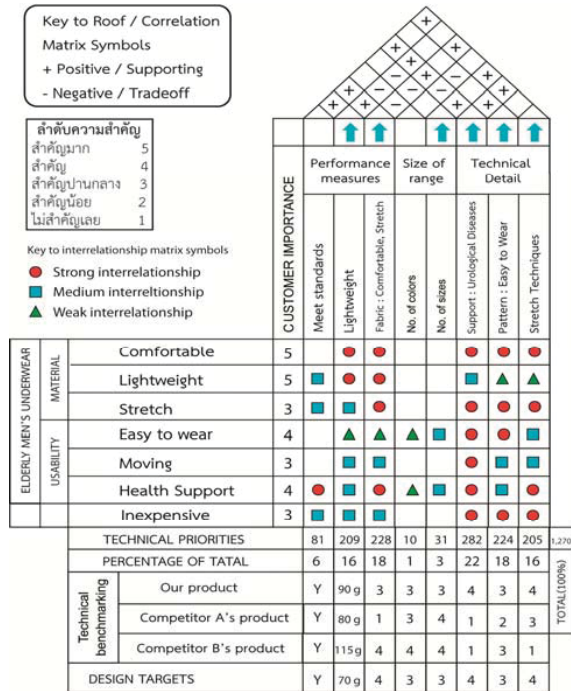 Key to Roof / Correlation
Matrix Symbols
+ Positive / Supporting
- Negative / Tradeoff
ลำดับความสำคัญ
สำคัญมาก 5
สำคัญ 4
สำคัญปานกลาง 3
สำคัญน้อย 2
ไม่สำคัญเลย 1
Key to interrelationship matrix symbols
Strong interrelationship
Medium interreltionship
Weak interrelationship
CUSTOMER IMPORTANCE
Performance measures
Size of range
Technical Detail
Meet standards
Lightweight
Fabric : Comfortable, Stretch
No. of colors
No. of sizes
Support : Urological Diseases
Pattern : Easy to Wear
Stretch Techniques
ELDERLY MEN'S UNDERWEAR
MATERIAL
USABILITY
Comfortable 5
Lightweight 5
Stretch 3
Easy to wear 4
Moving 3
Health Support 4
Inexpensive 3
TECHNICAL PRIORITIES 81 209 228 10 31 282 224 205 1,270
PERCENTAGE OF TATAL 6 16 18 1 3 22 18 16
TOTAL(100%)
Technical benchmarking
Our product Y 90 g 3 3 3 4 3 4
Competitor A's product Y 80 g 1 3 4 1 2 3
Competitor B's product Y 115 g 4 4 4 1 3 1
DESIGN TARGETS Y 70 g 4 3 3 4 3 4